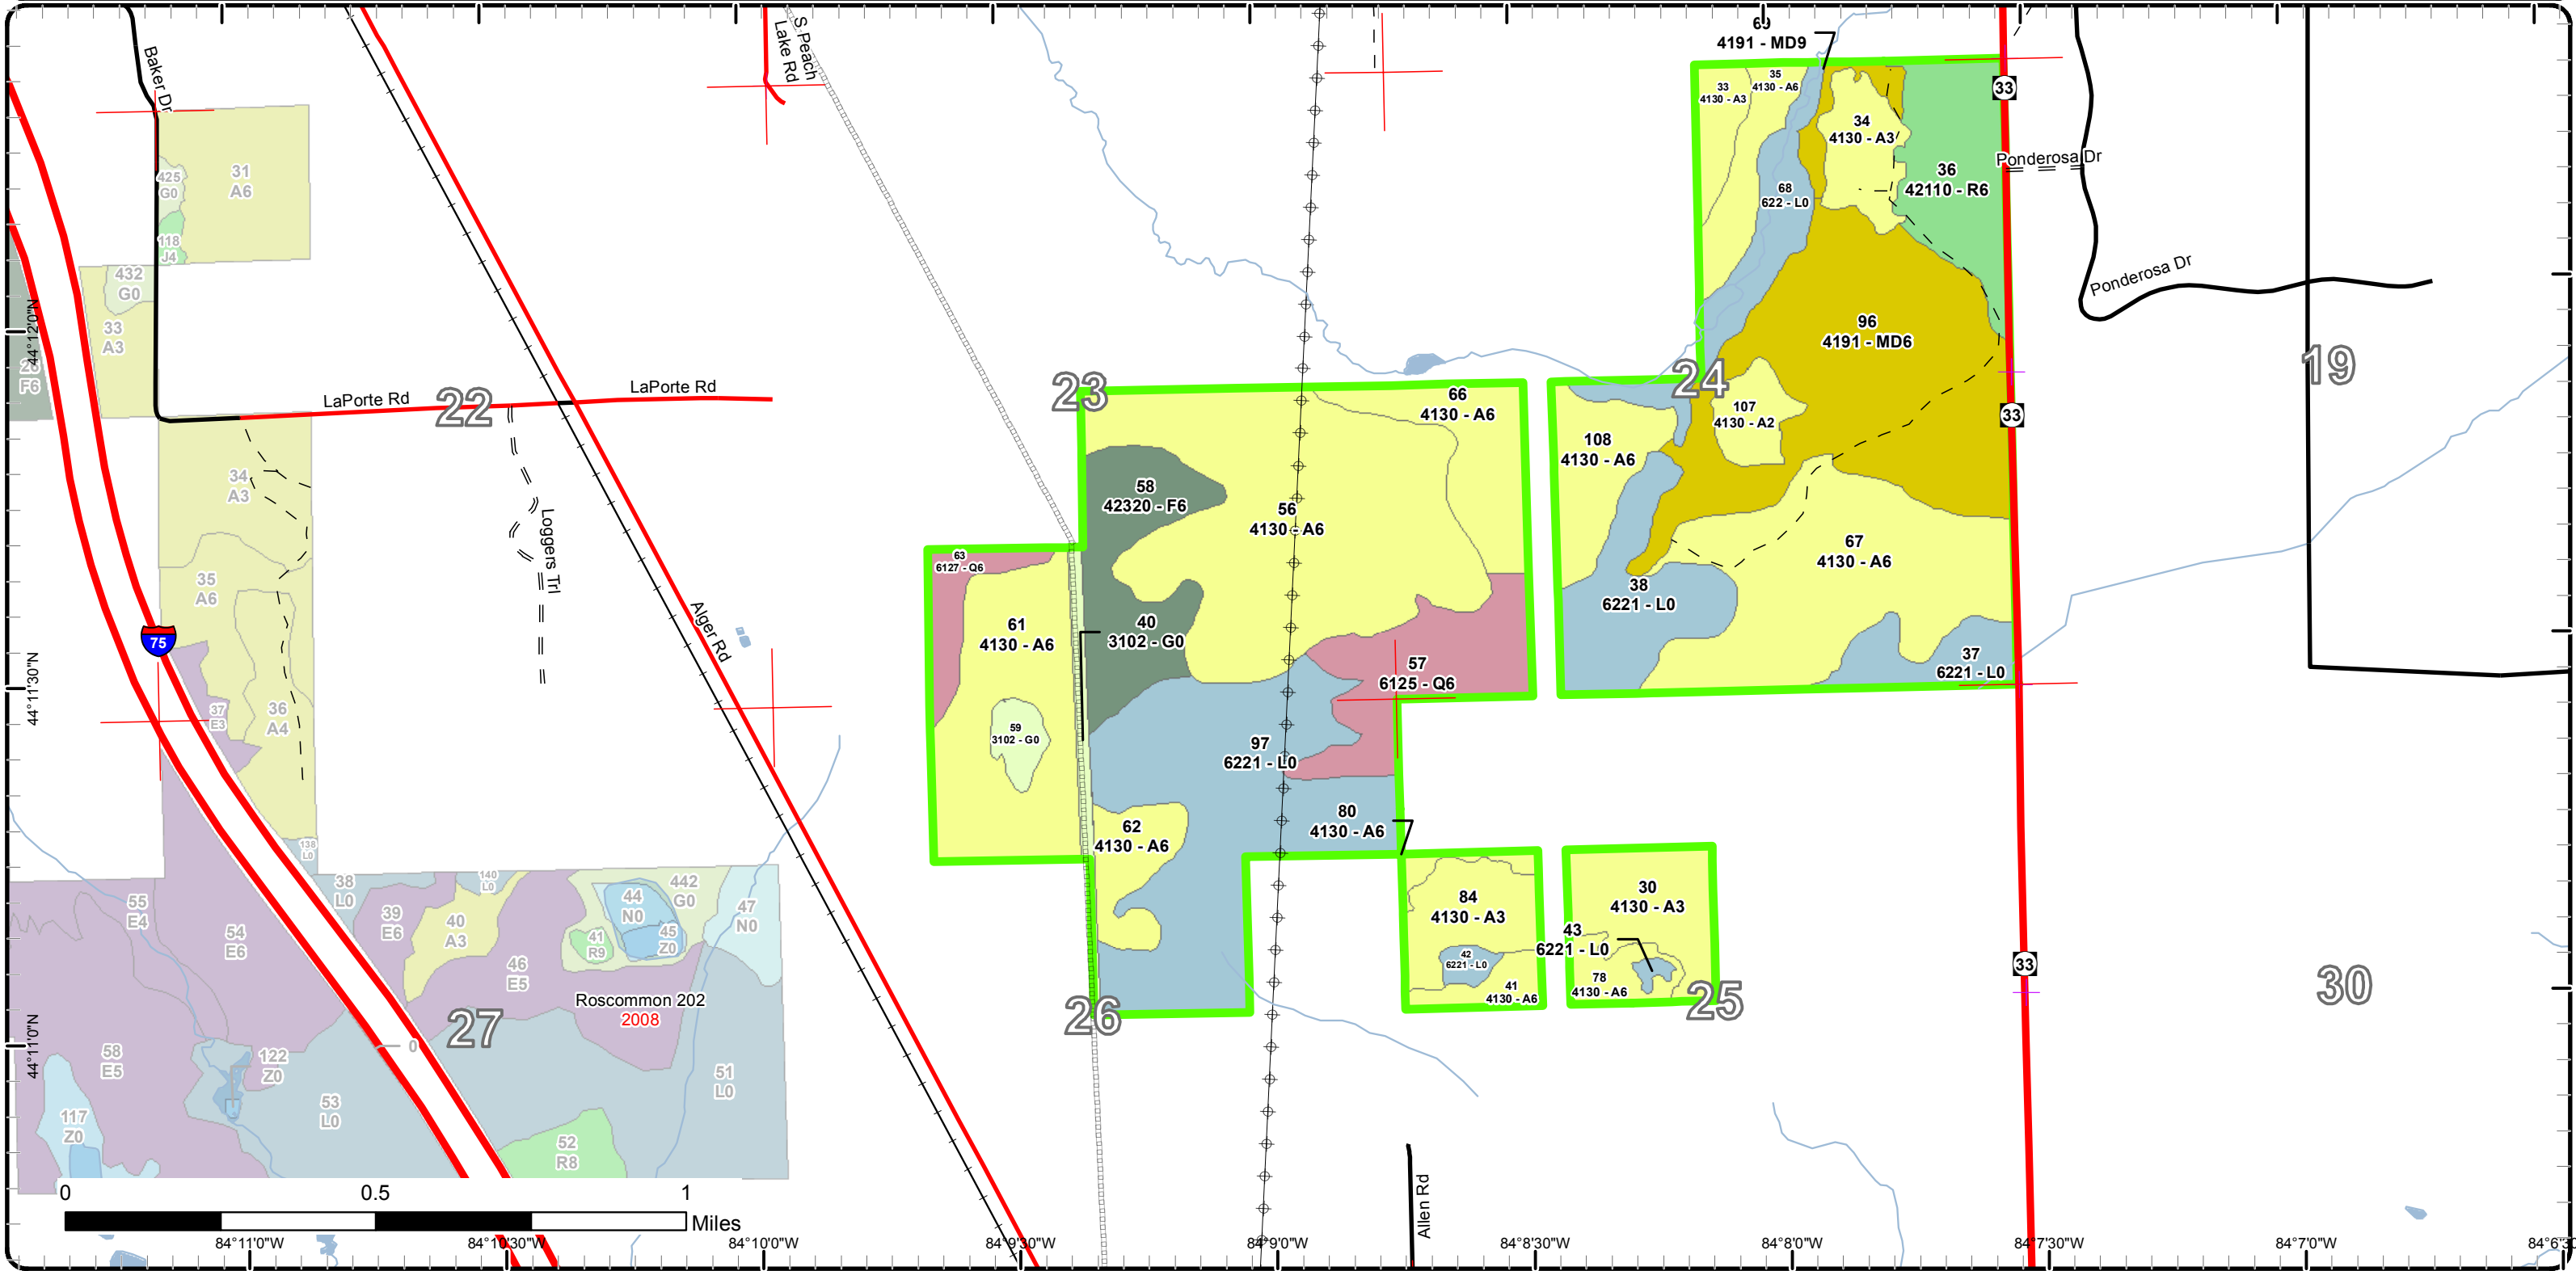 69
4191 - MD9
Baker Dr
S Peach
Lake Rd
33
4130 - A3
35
4130 - A6
33
34
4130 - A3
36
42110 - R6
Ponderosa Dr
31
A6
425
G0
118
J4
68
622 - L0
432
G0
33
A3
44°12'0"N
F6
Ponderosa Dr
96
4191 - MD6
19
LaPorte Rd
22
LaPorte Rd
23
66
4130 - A6
24
107
4130 - A2
33
108
4130 - A6
34
A3
58
42320 - F6
56
4130 - A6
Loggers Trl
67
4130 - A6
63
6127 - Q6
35
A6
38
6221 - L0
75
Alger Rd
61
4130 - A6
40
3102 - G0
57
6125 - Q6
37
6221 - L0
44°11'30"N
37
E3
36
A4
59
3102 - G0
97
6221 - L0
80
4130 - A6
62
4130 - A6
138
L0
38
L0
140
L0
442
G0
44
N0
47
N0
55
E4
39
E6
40
A3
54
E6
41
R9
45
Z0
46
E5
84
4130 - A3
30
4130 - A3
43
6221 - L0
42
6221 - L0
41
4130 - A6
78
4130 - A6
33
25
30
26
Roscommon 202
2008
27
0
44°11'0"N
58
E5
122
Z0
51
L0
53
L0
117
Z0
52
R8
0 0.5 1
Miles
Allen Rd
84°11'0"W 84°10'30"W 84°10'0"W 84°9'30"W 84°9'0"W 84°8'30"W 84°8'0"W 84°7'30"W 84°7'0"W